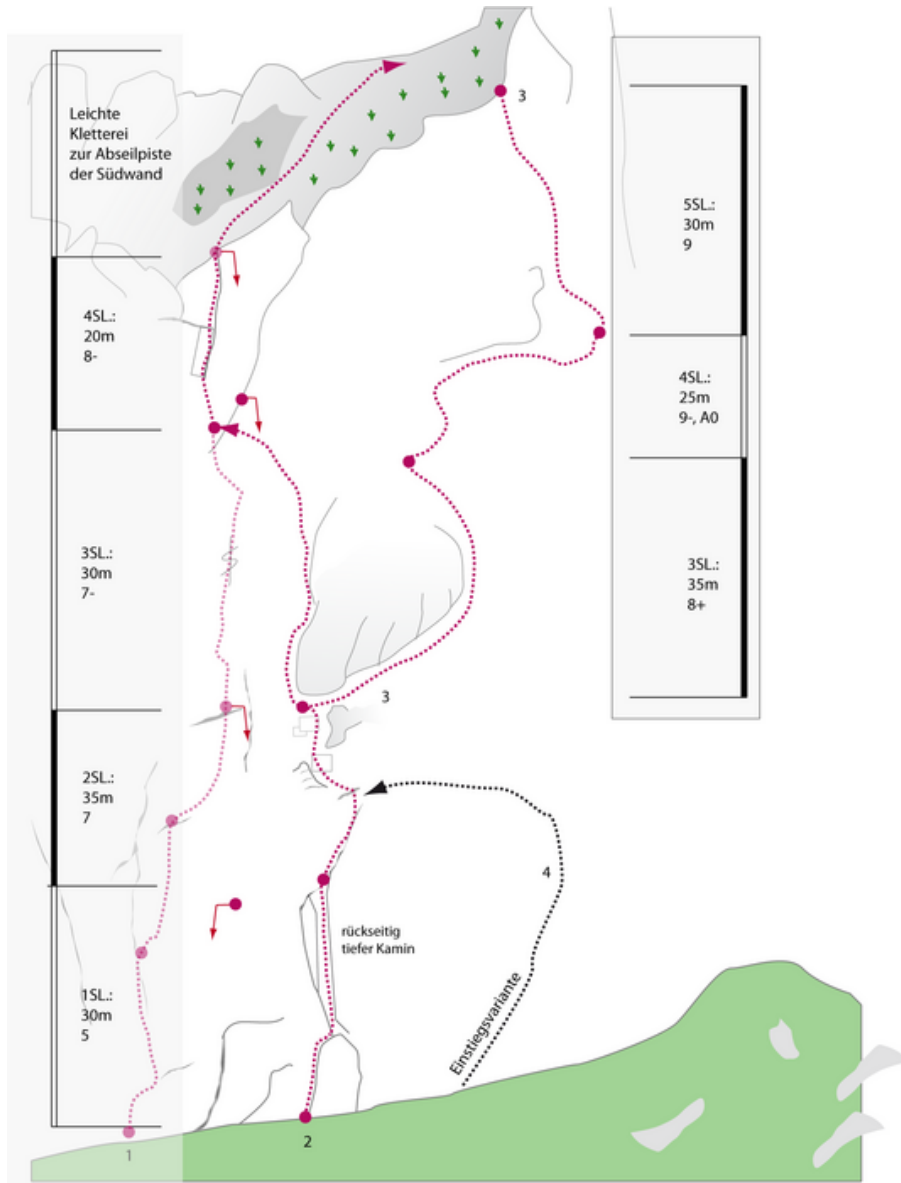 3
Leichte
Kletterei
zur Abseilpiste
der Südwand
4SL.:
20m
8-
3SL.:
30m
7-
2SL.:
35m
7
1SL.:
30m
5
5SL.:
30m
9
4SL.:
25m
9-, A0
3SL.:
35m
8+
3
4
rückseitig
tiefer Kamin
Einstiegsvariante
1
2